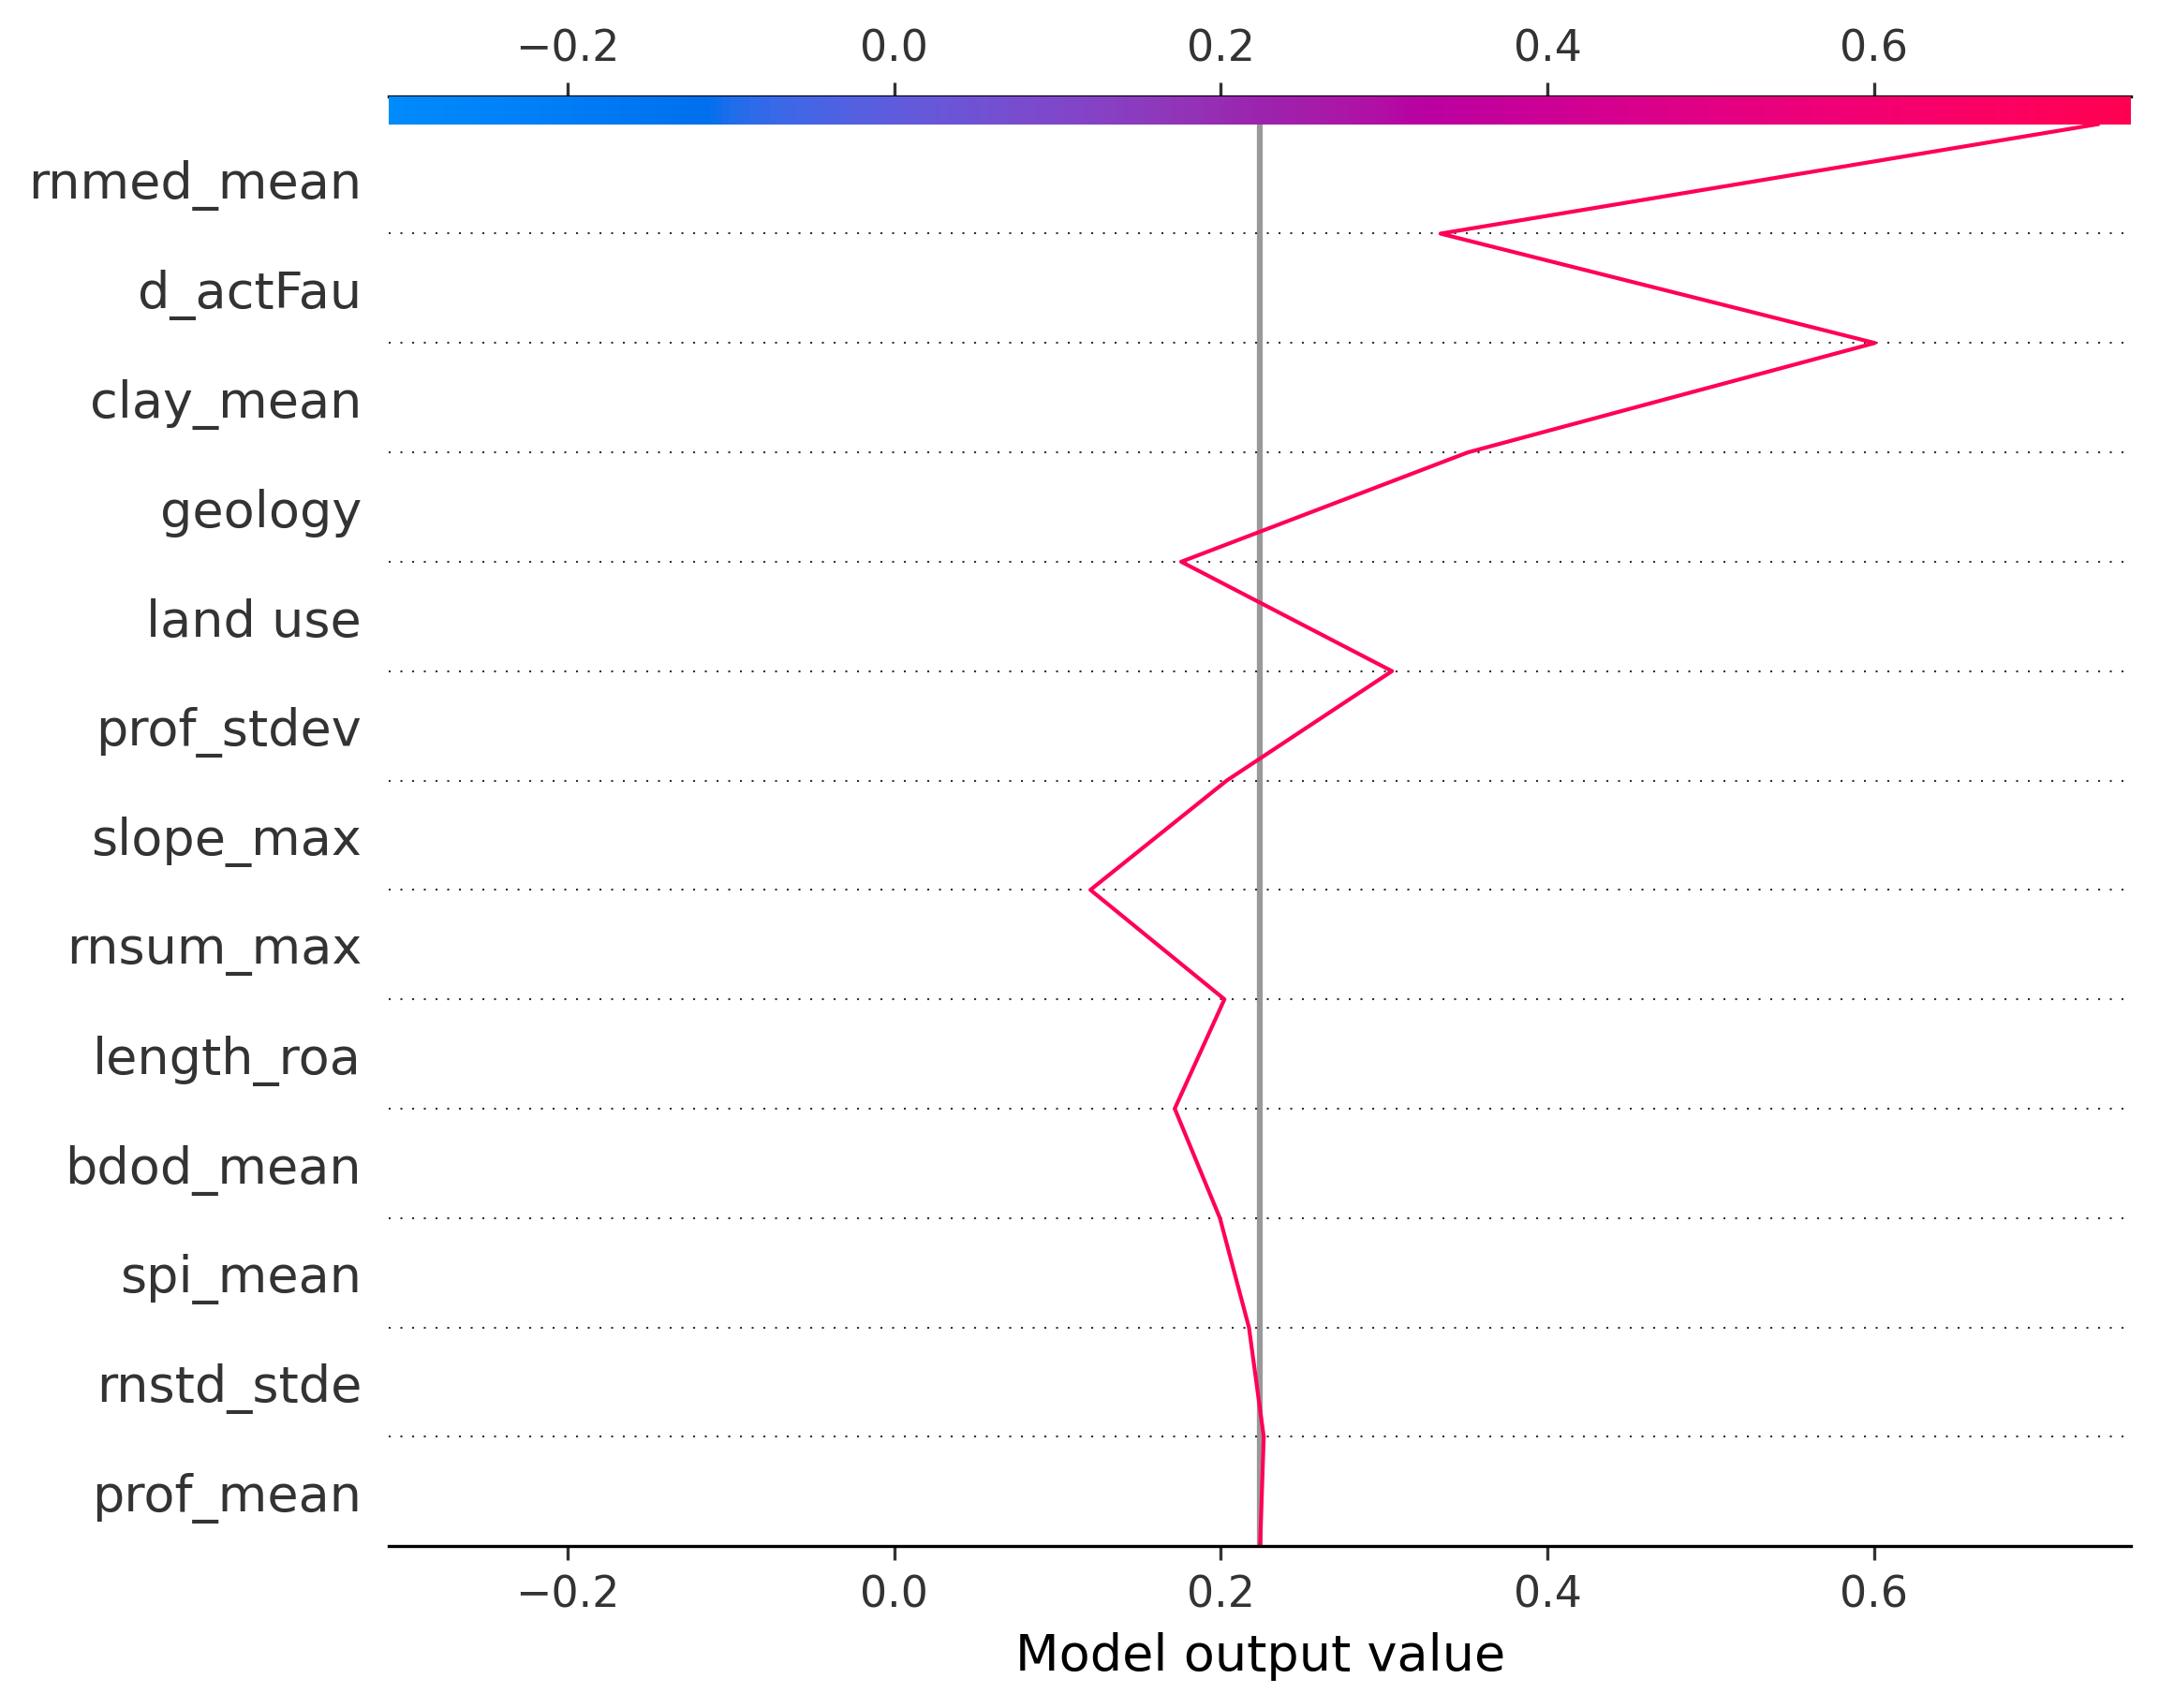 −0.2 0.0 0.2 0.4 0.6
rnmed_mean
d_actFau
clay_mean
geology
land use
prof_stdev
slope_max
rnsum_max
length_roa
bdod_mean
spi_mean
rnstd_stde
prof_mean
−0.2 0.0 0.2 0.4 0.6
Model output value